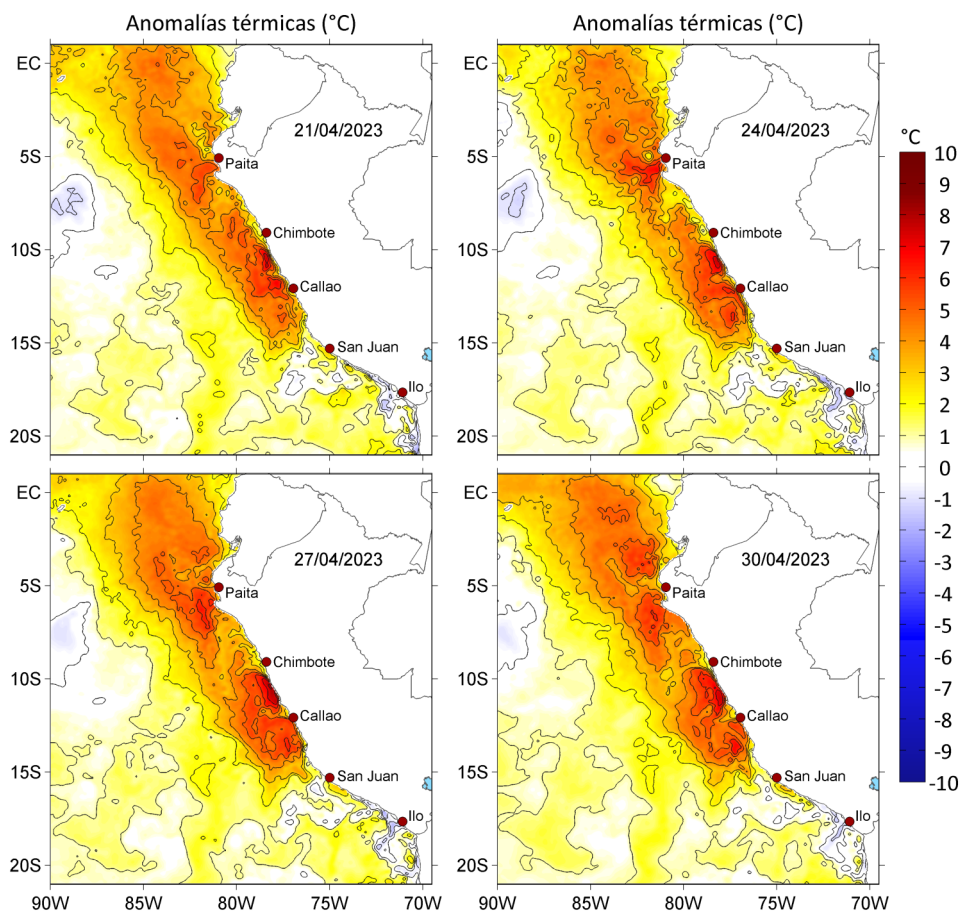 Anomalías térmicas (°C)
Anomalías térmicas (°C)
EC
5S
10S
15S
20S
21/04/2023
Paita
Chimbote
Callao
San Juan
Ilo
EC
5S
10S
15S
20S
24/04/2023
Paita
Chimbote
Callao
San Juan
Ilo
°C
10
9
8
7
6
5
4
3
2
1
0
-1
-2
-3
-4
-5
-6
-7
-8
-9
-10
EC
5S
10S
15S
20S
27/04/2023
Paita
Chimbote
Callao
San Juan
Ilo
90W 85W 80W 75W 70W
EC
5S
10S
15S
20S
30/04/2023
Paita
Chimbote
Callao
San Juan
Ilo
90W 85W 80W 75W 70W